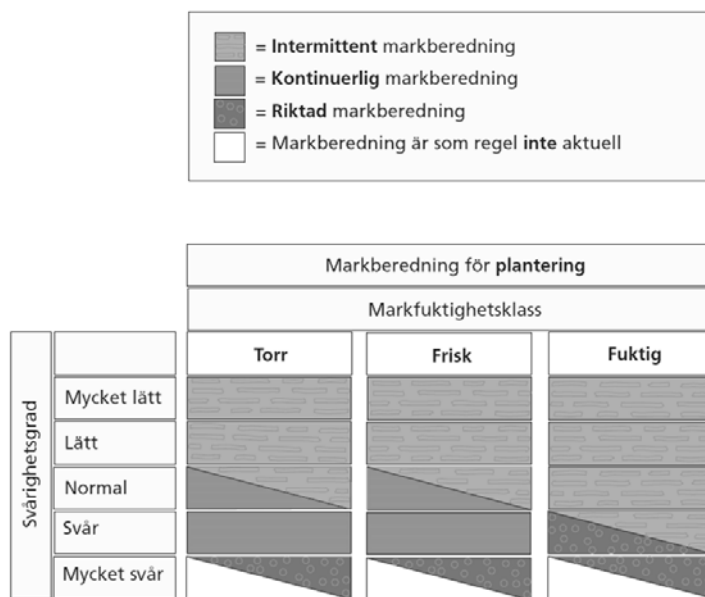 = Intermittent markberedning
= Kontinuerlig markberedning
= Riktad markberedning
= Markberedning är som regel inte aktuell
Markberedning för plantering
Markfuktighetsklass
Torr Frisk Fuktig
Svårighetsgrad
Mycket lätt
Lätt
Normal
Svår
Mycket svår